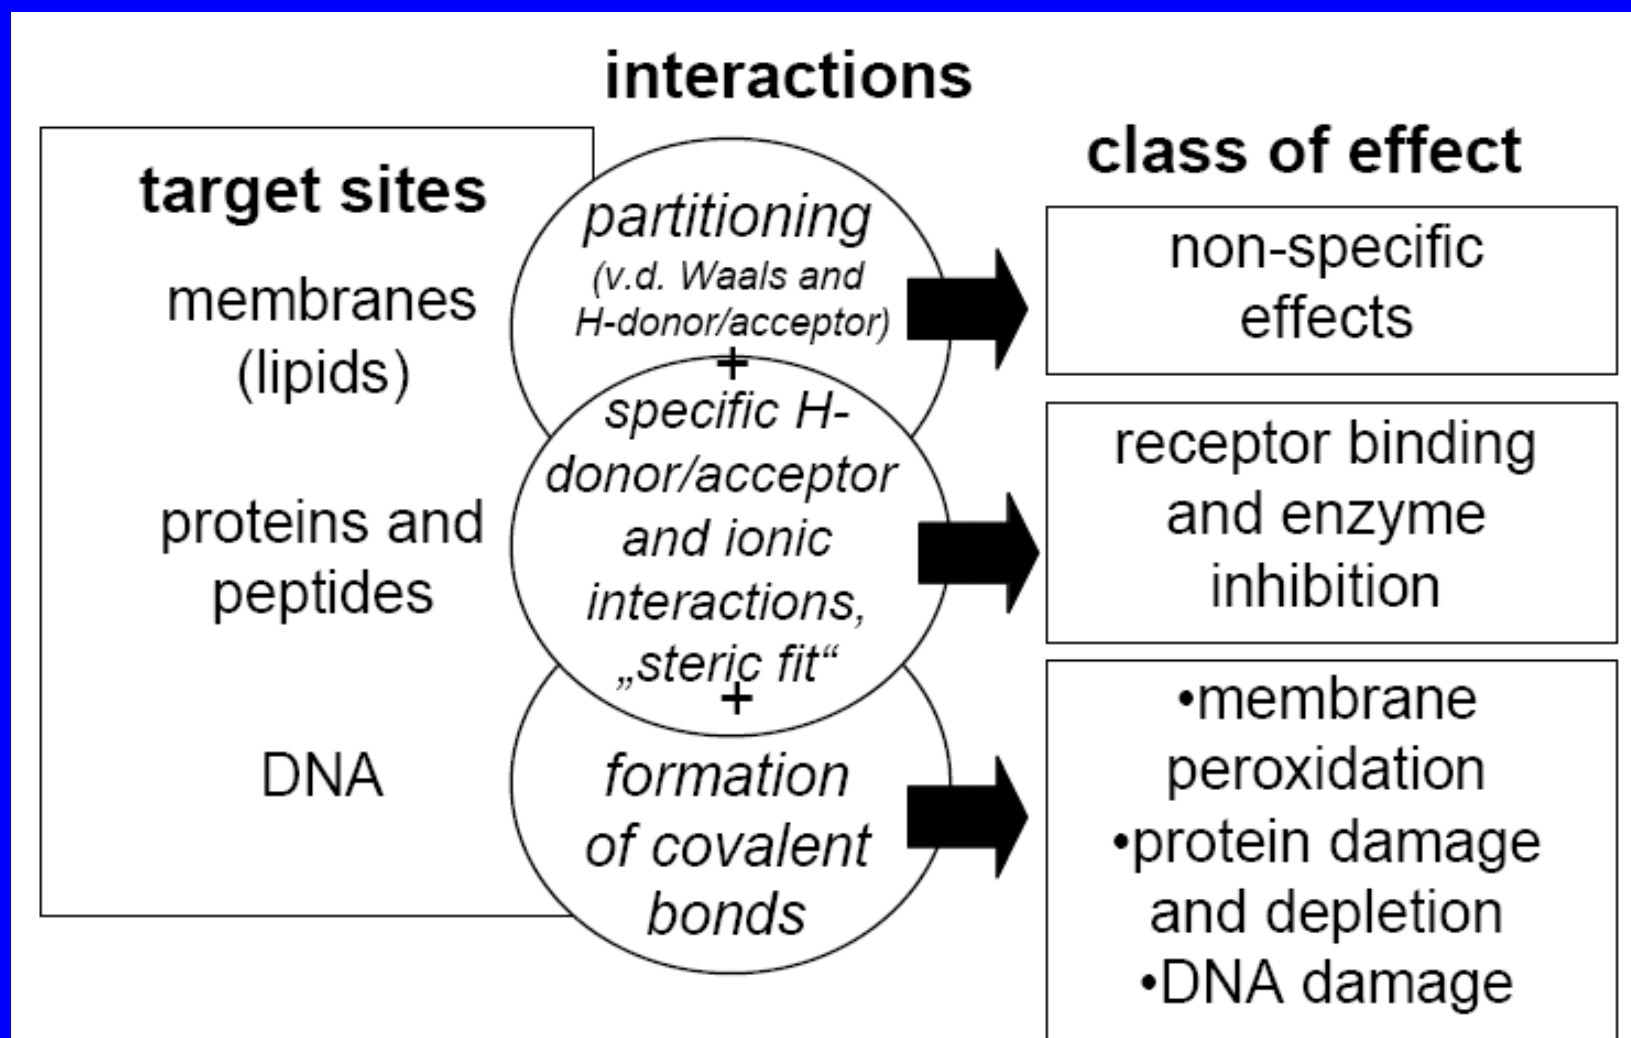 interactions
target sites
membranes
(lipids)
proteins and
peptides
DNA
partitioning
(v.d. Waals and
H-donor/acceptor)
+
specific H-
donor/acceptor
and ionic
interactions,
„steric fit“
+
formation
of covalent
bonds
class of effect
non-specific
effects
receptor binding
and enzyme
inhibition
•membrane
peroxidation
•protein damage
and depletion
•DNA damage